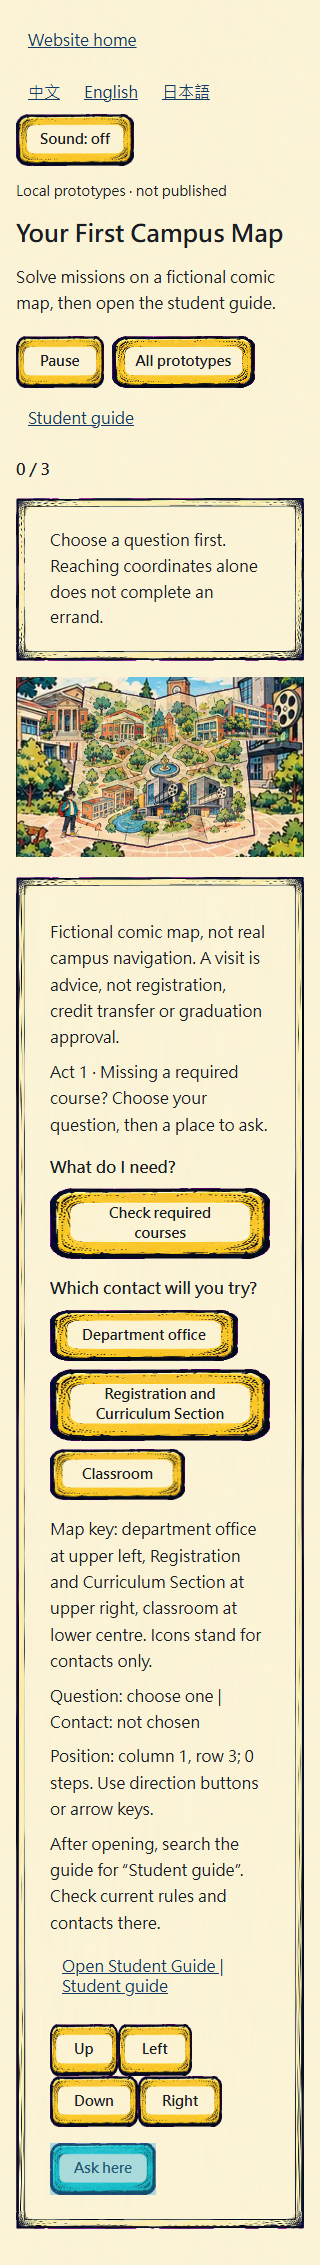 Website home
中文 English 日本語
Sound: off
Local prototypes · not published
Your First Campus Map
Solve missions on a fictional comic
map, then open the student guide.
Pause All prototypes
Student guide
0 / 3
Choose a question first.
Reaching coordinates alone
does not complete an
errand.
Fictional comic map, not real
campus navigation. A visit is
advice, not registration,
credit transfer or graduation
approval.
Act 1 · Missing a required
course? Choose your
question, then a place to ask.
What do I need?
Check required
courses
Which contact will you try?
Department office
Registration and
Curriculum Section
Classroom
Map key: department office
at upper left, Registration
and Curriculum Section at
upper right, classroom at
lower centre. Icons stand for
contacts only.
Question: choose one |
Contact: not chosen
Position: column 1, row 3; 0
steps. Use direction buttons
or arrow keys.
After opening, search the
guide for “Student guide”.
Check current rules and
contacts there.
Open Student Guide |
Student guide
Up Left
Down Right
Ask here